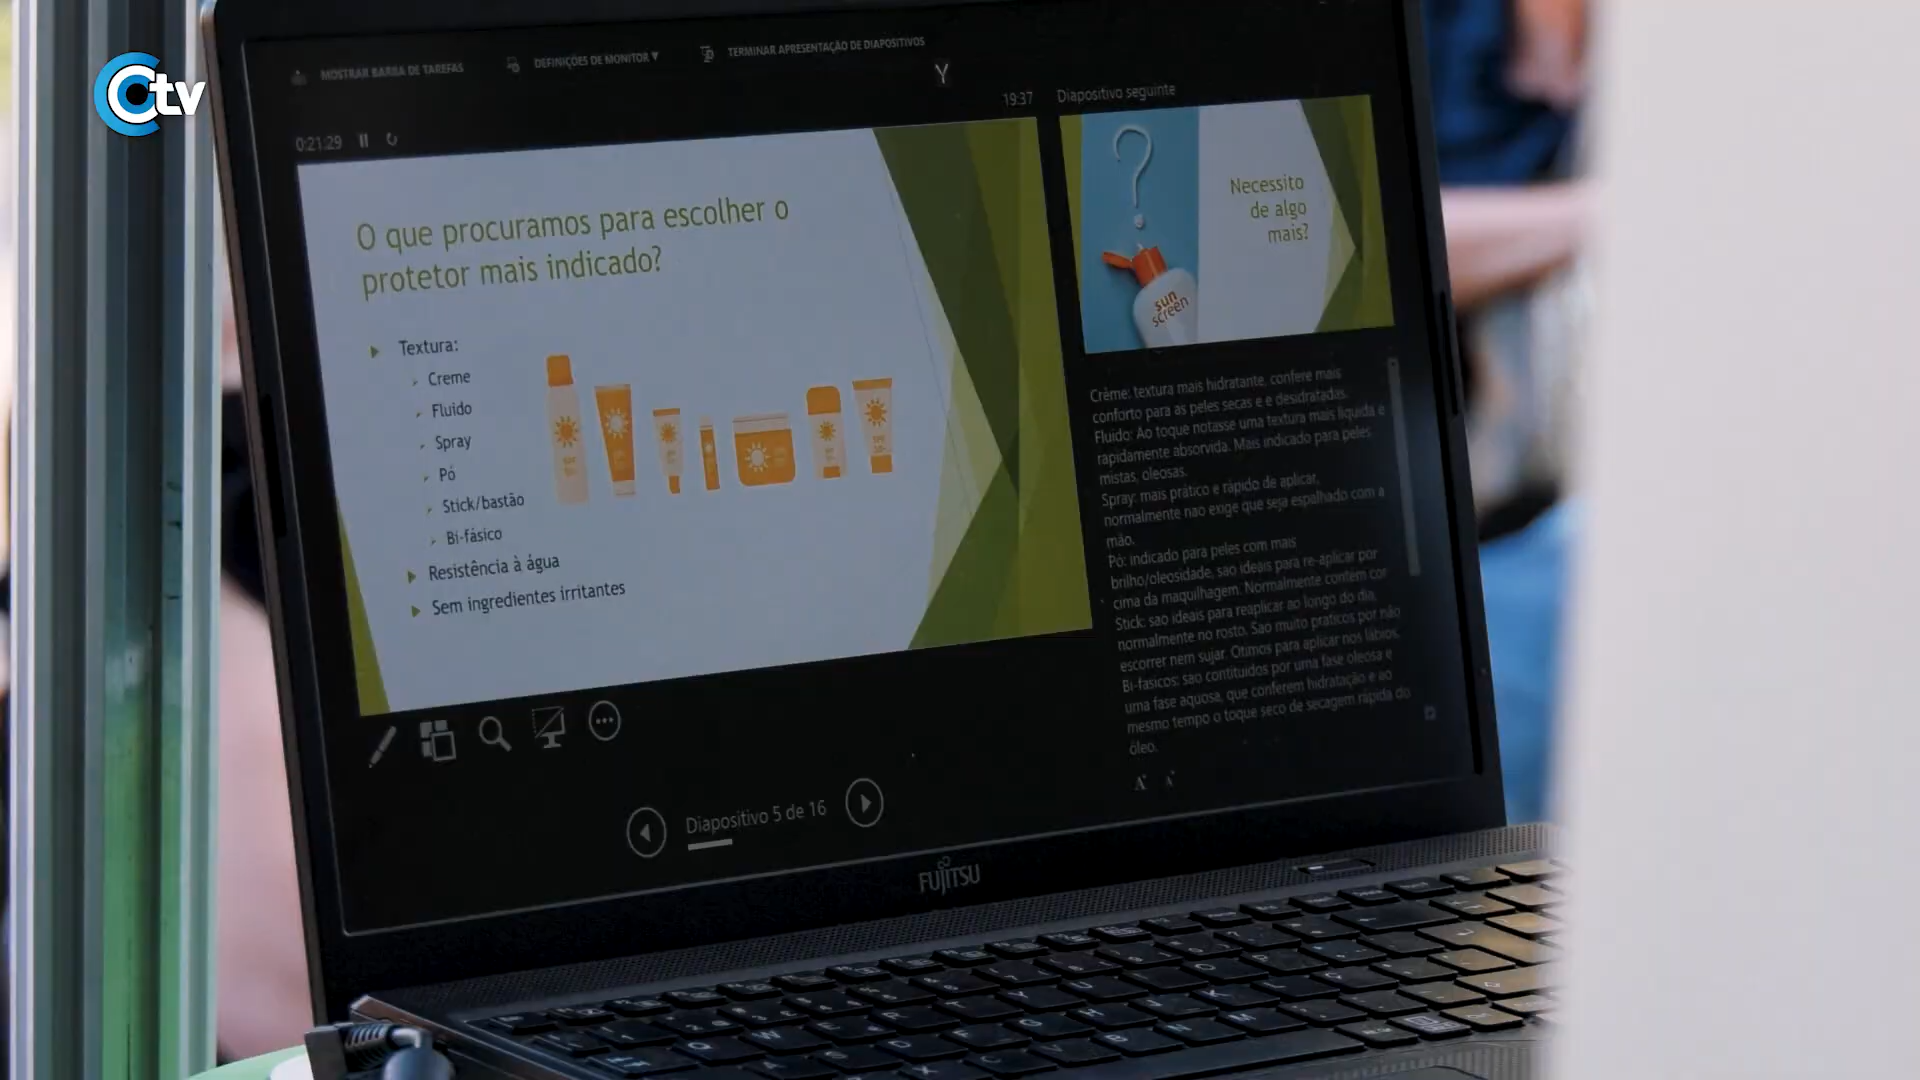 Ctv
MOSTRAR BARRA DE TAREFAS
DEFINIÇÕES DE MONITOR ▼
TERMINAR APRESENTAÇÃO DE DIAPOSITIVOS
0:21:29
19:37
O que procuramos para escolher o
protetor mais indicado?
Textura:
Creme
Fluido
Spray
Pó
Stick/bastão
Bi-fásico
Resistência à água
Sem ingredientes irritantes
Diapositivo seguinte
Necessito
de algo
mais?
sun
screen
Crême: textura mais hidratante, confere mais
conforto para as peles secas e e desidratadas.
Fluido: Ao toque notasse uma textura mais liquida e
rapidamente absorvida. Mais indicado para peles
mistas, oleosas.
Spray: mais prático e rápido de aplicar,
normalmente nao exige que seja espalhado com a
mão.
Pó: indicado para peles com mais
brilho/oleosidade, sao ideais para re-aplicar por
cima da maquilhagem. Normalmente contém cor
Stick: sao ideais para reaplicar ao longo do dia,
normalmente no rosto. Sao muito praticos por não
escorrer nem sujar. Otimos para aplicar nos lábios.
Bi-fasicos: sao contituidos por uma fase oleosa e
uma fase aquosa, que conferem hidratação e ao
mesmo tempo o toque seco de secagem rápida do
óleo.
Diapositivo 5 de 16
FUJITSU